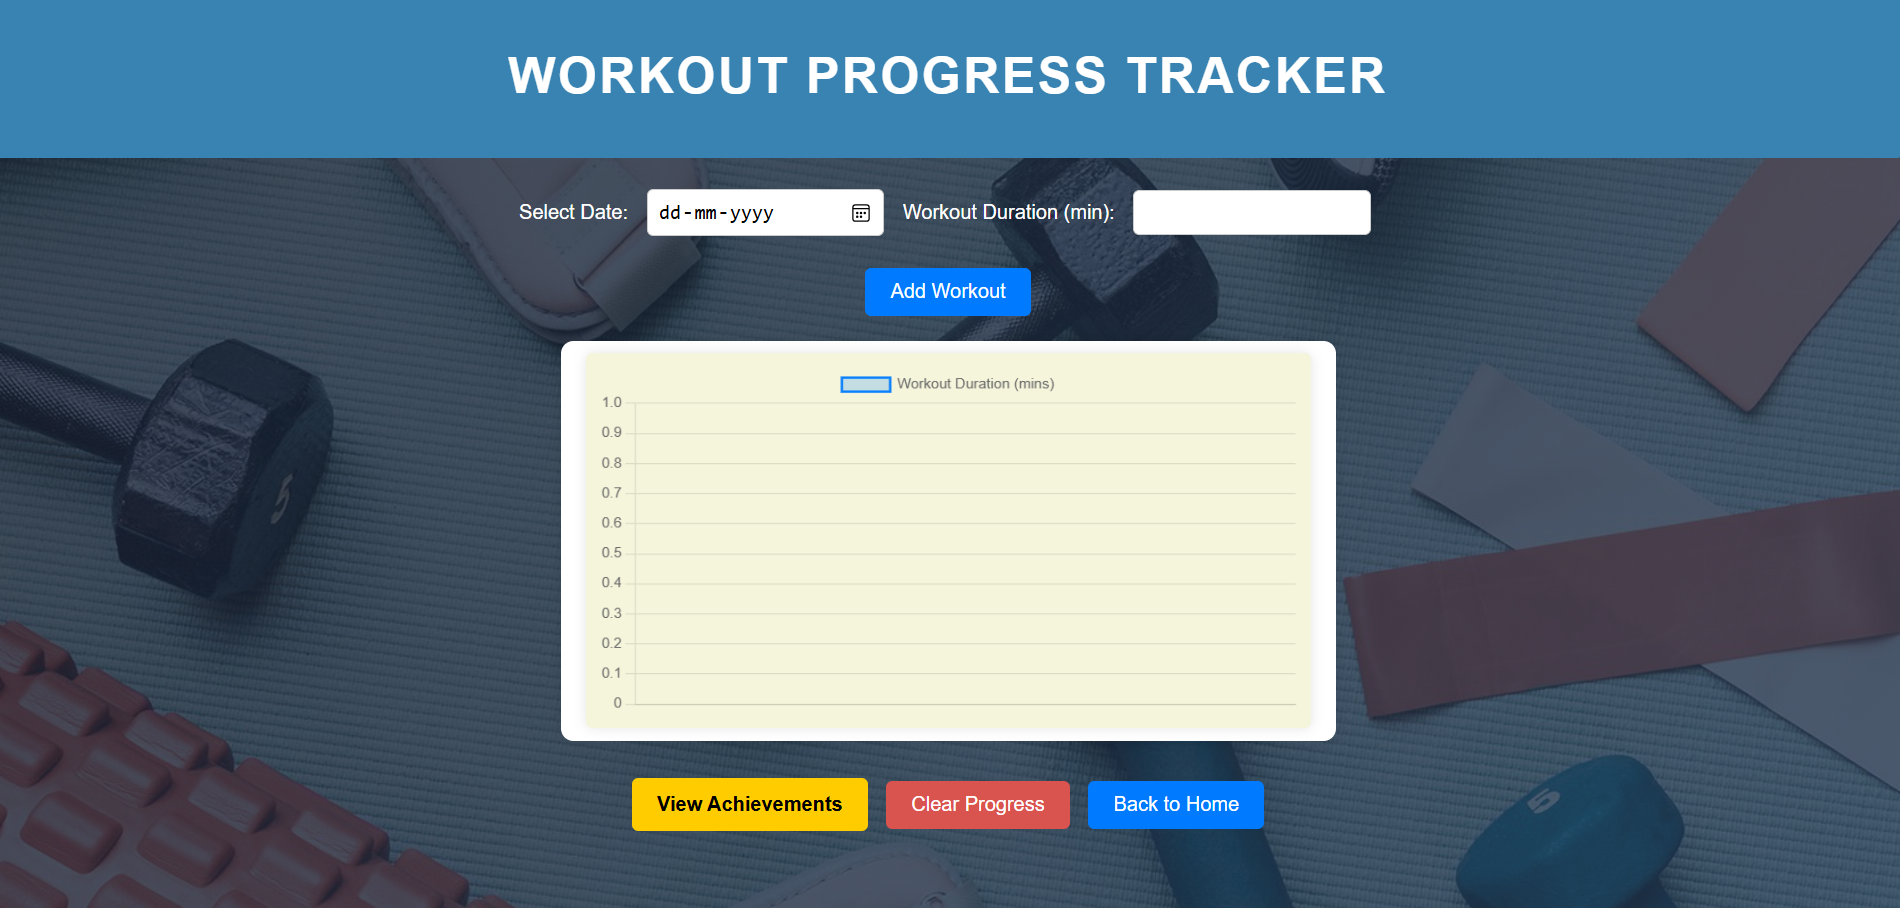 WORKOUT PROGRESS TRACKER
Select Date: dd-mm-yyyy Workout Duration (min):
Add Workout
Workout Duration (mins)
1.0
0.9
0.8
0.7
0.6
0.5
0.4
0.3
0.2
0.1
0
5
5
View Achievements Clear Progress Back to Home